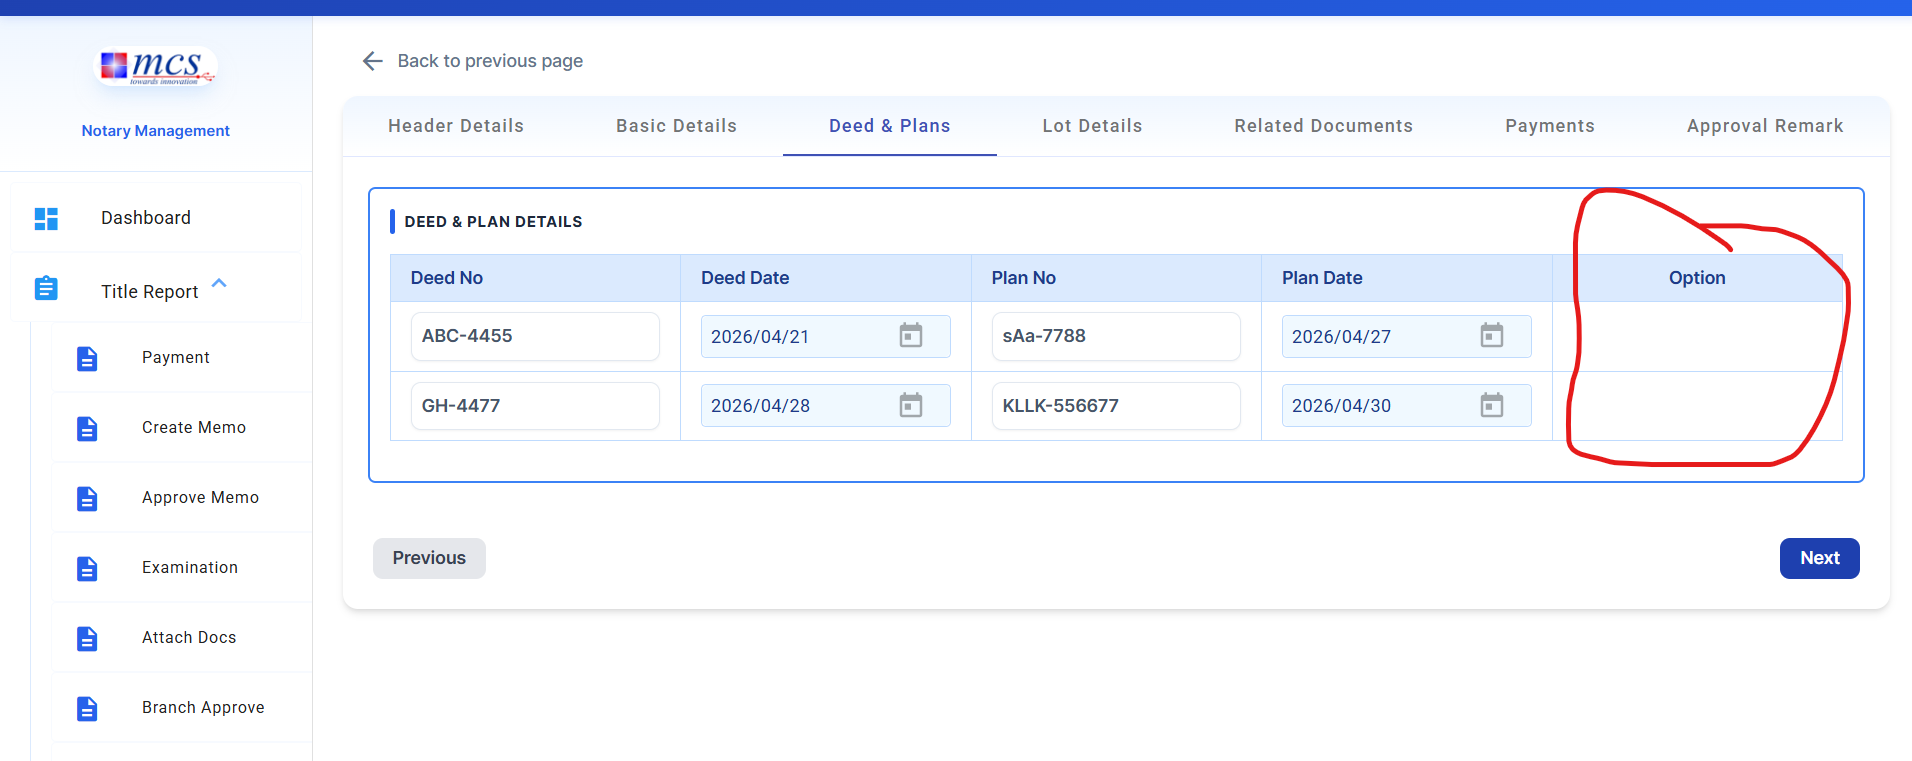 mcs
towards innovation
Notary Management
Dashboard
Title Report
Payment
Create Memo
Approve Memo
Examination
Attach Docs
Branch Approve
Back to previous page
Header Details Basic Details Deed & Plans Lot Details Related Documents Payments Approval Remark
DEED & PLAN DETAILS
Deed No Deed Date Plan No Plan Date Option
ABC-4455 2026/04/21 sAa-7788 2026/04/27
GH-4477 2026/04/28 KLLK-556677 2026/04/30
Previous Next